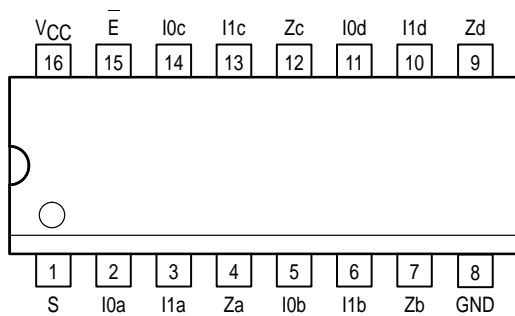 VCC E̅ I0c I1c Zc I0d I1d Zd
16 15 14 13 12 11 10 9
1 2 3 4 5 6 7 8
S I0a I1a Za I0b I1b Zb GND